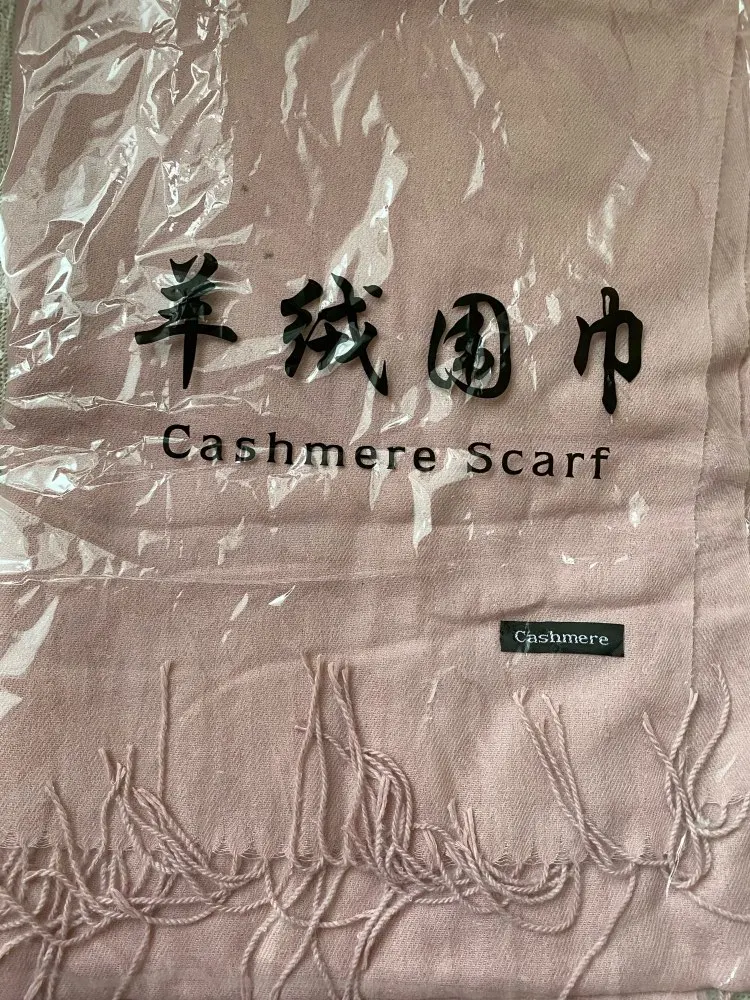 羊绒围巾
Cashmere Scarf
Cashmere